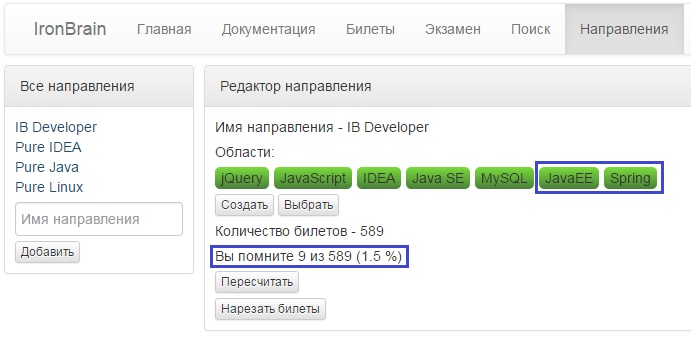 IronBrain Главная Документация Билеты Экзамен Поиск Направления
Все направления
IB Developer
Pure IDEA
Pure Java
Pure Linux
Имя направления
Добавить
Редактор направления
Имя направления - IB Developer
Области:
jQuery JavaScript IDEA Java SE MySQL JavaEE Spring
Создать Выбрать
Количество билетов - 589
Вы помните 9 из 589 (1.5 %)
Пересчитать
Нарезать билеты